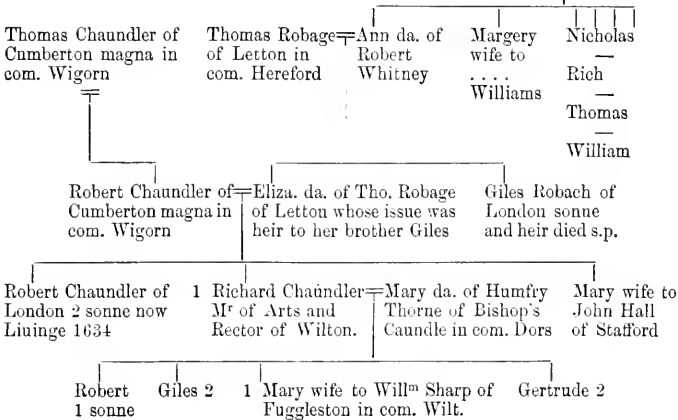 Thomas Chaundler of
Cumberton magna in
com. Wigorn
Thomas Robage
of Letton in
com. Hereford
Ann da. of
Robert
Whitney
Margery
wife to
. . . .
Williams
Nicholas
—
Rich
—
Thomas
—
William
Robert Chaundler of
Cumberton magna in
com. Wigorn
Eliza. da. of Tho. Robage
of Letton whose issue was
heir to her brother Giles
Giles Robach of
London sonne
and heir died s.p.
Robert Chaundler of
London 2 sonne now
Liuinge 1634
1 Richard Chaundler
Mʳ of Arts and
Rector of Wilton.
Mary da. of Humfry
Thorne of Bishop's
Caundle in com. Dors
Mary wife to
John Hall
of Stafford
Robert
1 sonne
Giles 2
1 Mary wife to Willᵐ Sharp of
Fuggleston in com. Wilt.
Gertrude 2